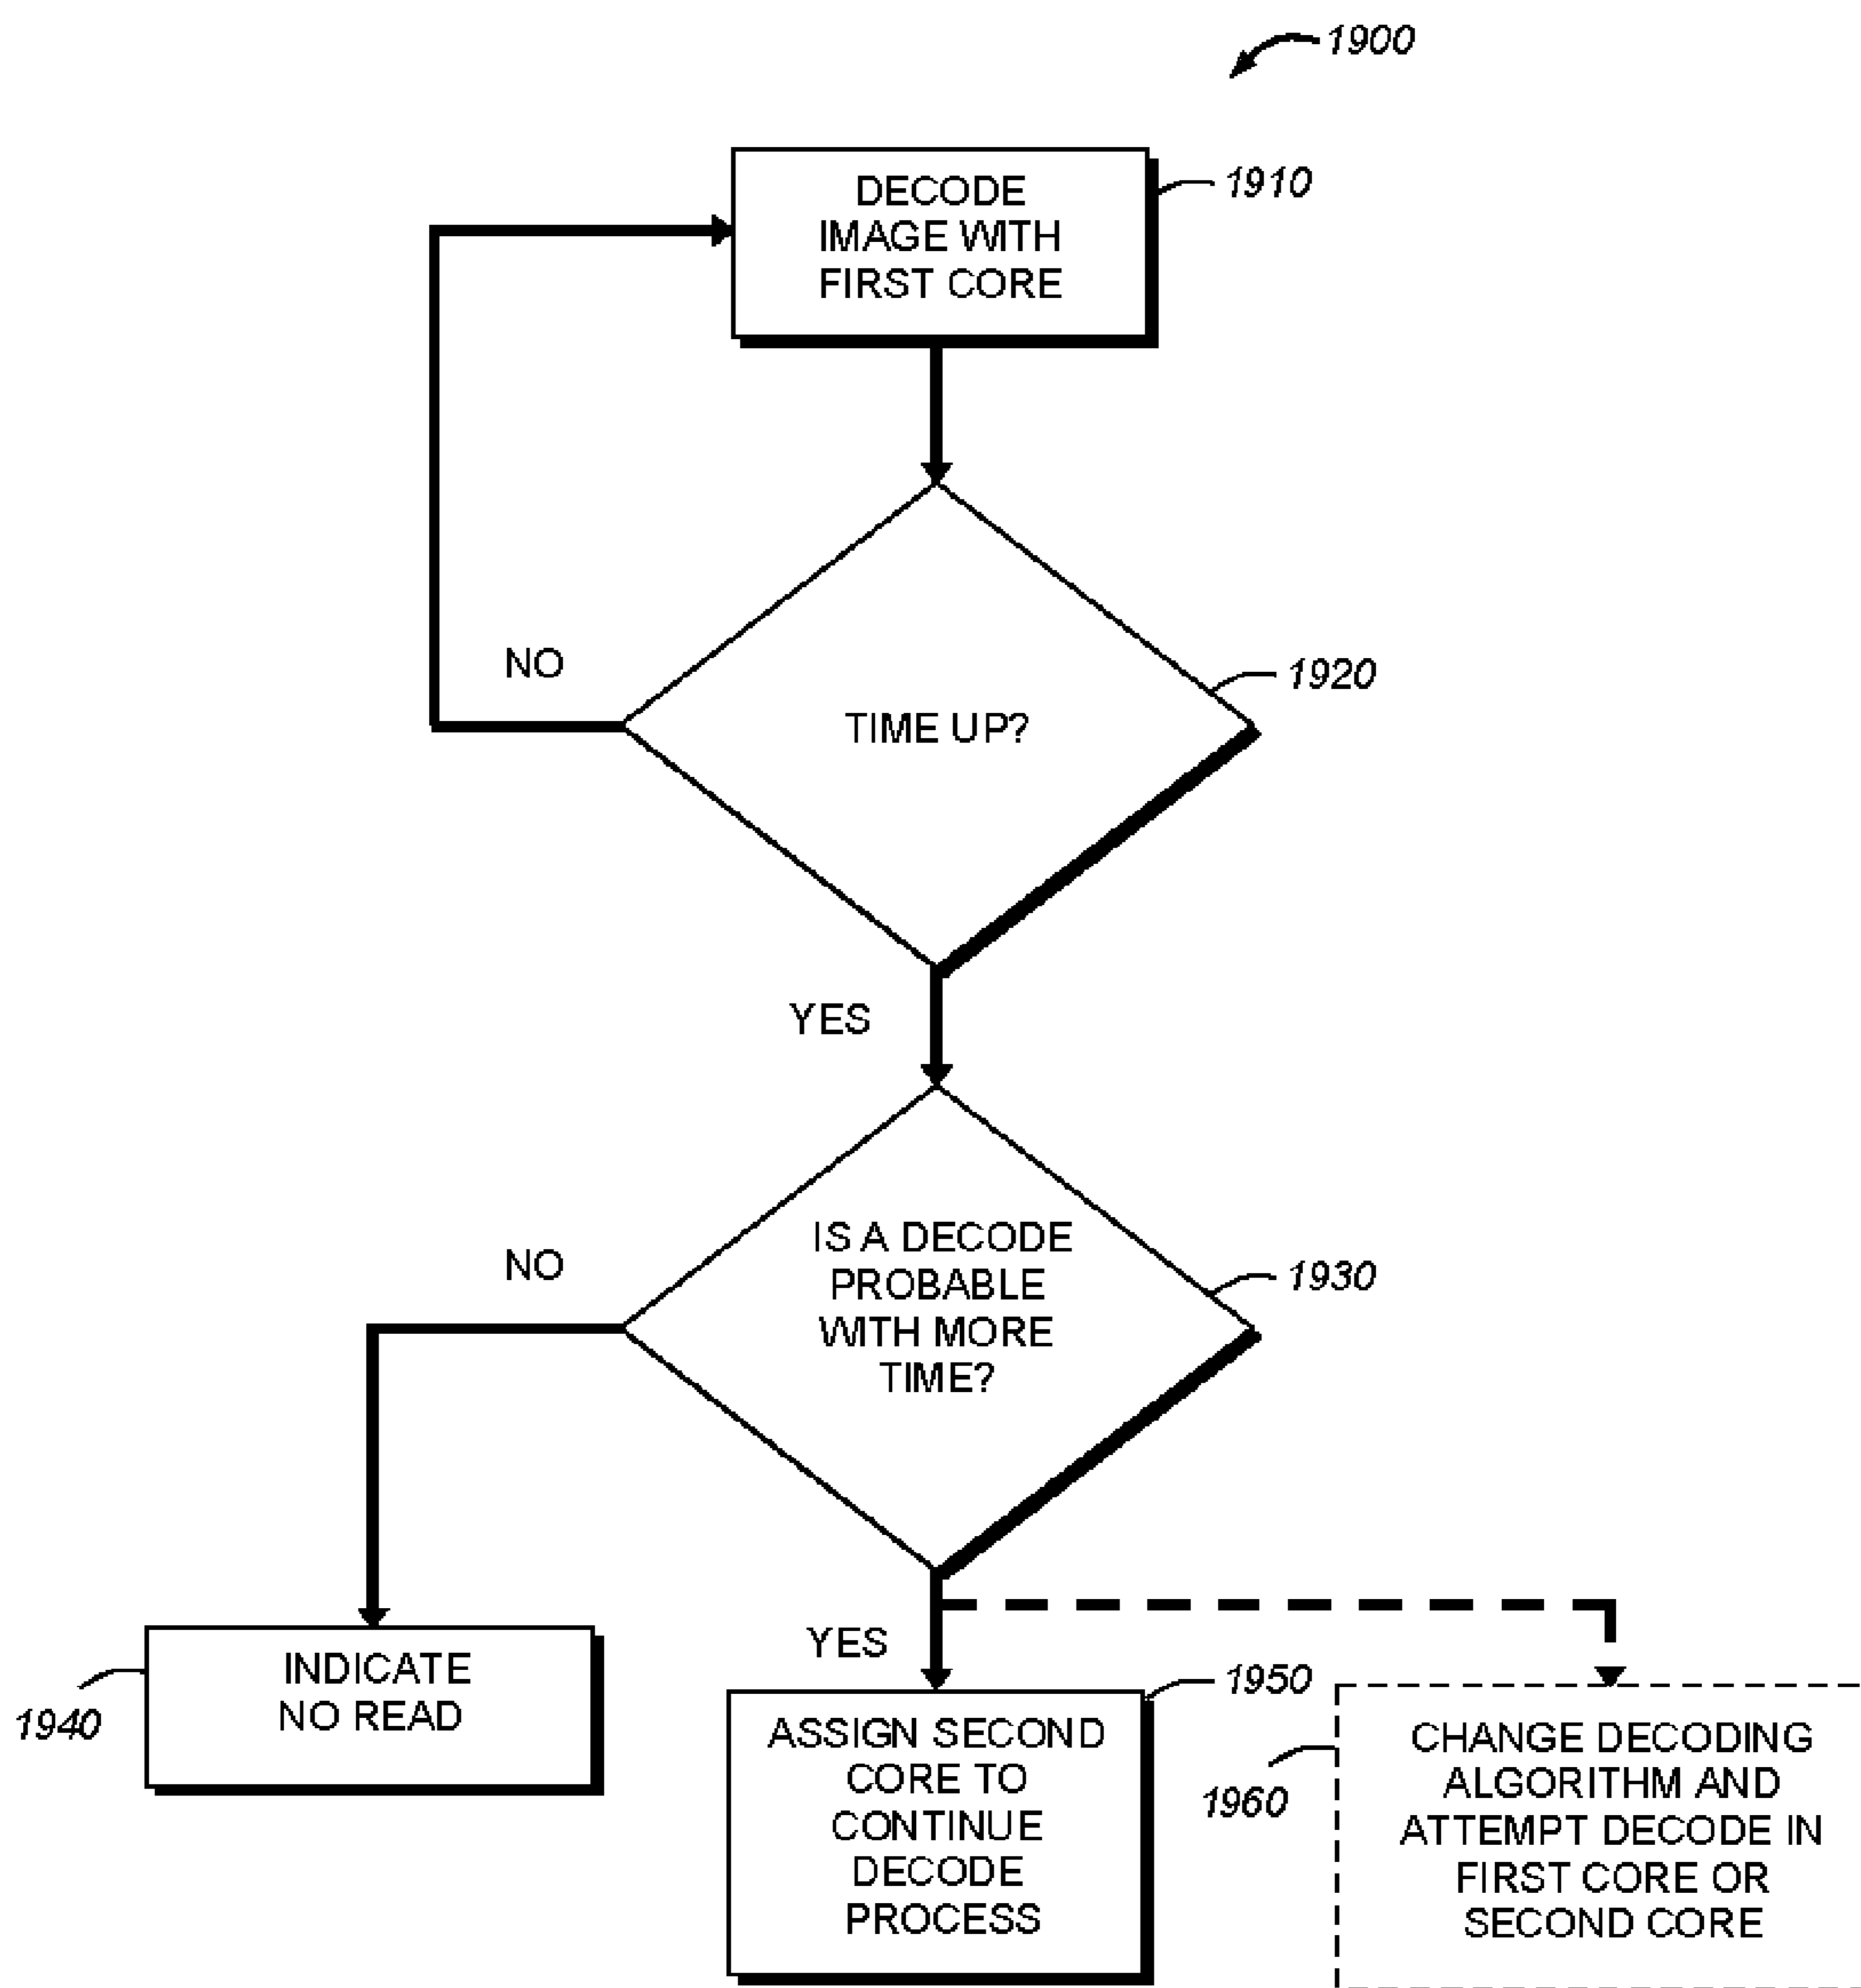 1900
DECODE
IMAGE WITH
FIRST CORE
1910
NO
TIME UP?
1920
YES
IS A DECODE
PROBABLE
WITH MORE
TIME?
1930
NO
INDICATE
NO READ
1940
YES
ASSIGN SECOND
CORE TO
CONTINUE
DECODE
PROCESS
1950
CHANGE DECODING
ALGORITHM AND
ATTEMPT DECODE IN
FIRST CORE OR
SECOND CORE
1960